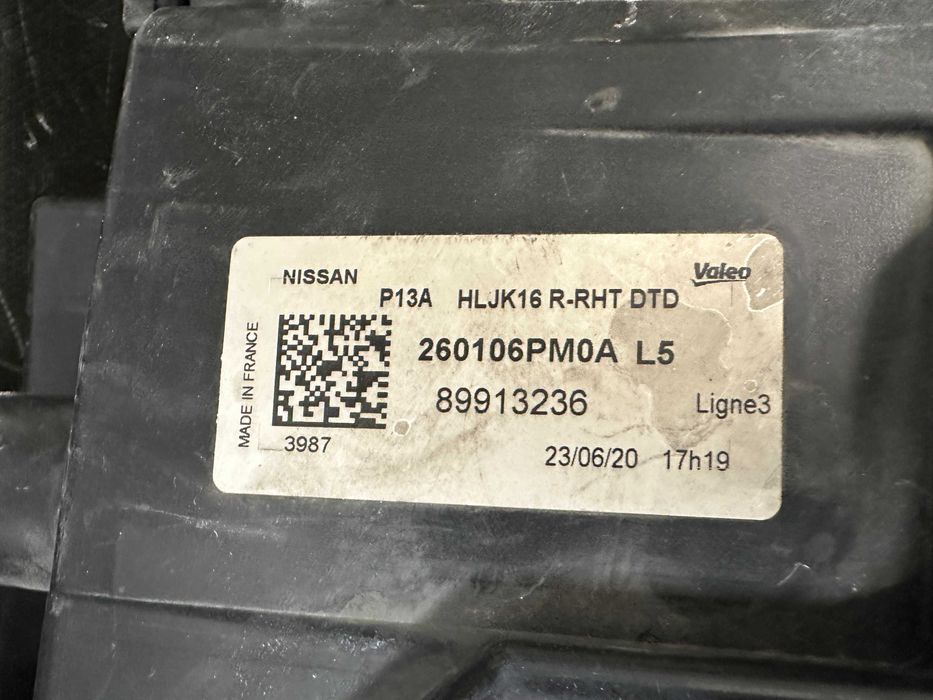 NISSAN
Valeo
P13A HLJK16 R-RHT DTD
260106PM0A L5
89913236
Ligne3
MADE IN FRANCE
3987
23/06/20 17h19